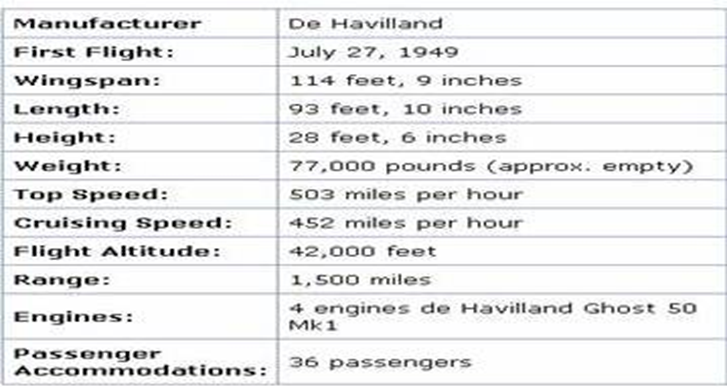 Manufacturer De Havilland
First Flight: July 27, 1949
Wingspan: 114 feet, 9 inches
Length: 93 feet, 10 inches
Height: 28 feet, 6 inches
Weight: 77,000 pounds (approx. empty)
Top Speed: 503 miles per hour
Cruising Speed: 452 miles per hour
Flight Altitude: 42,000 feet
Range: 1,500 miles
Engines: 4 engines de Havilland Ghost 50
Mk1
Passenger
Accommodations: 36 passengers